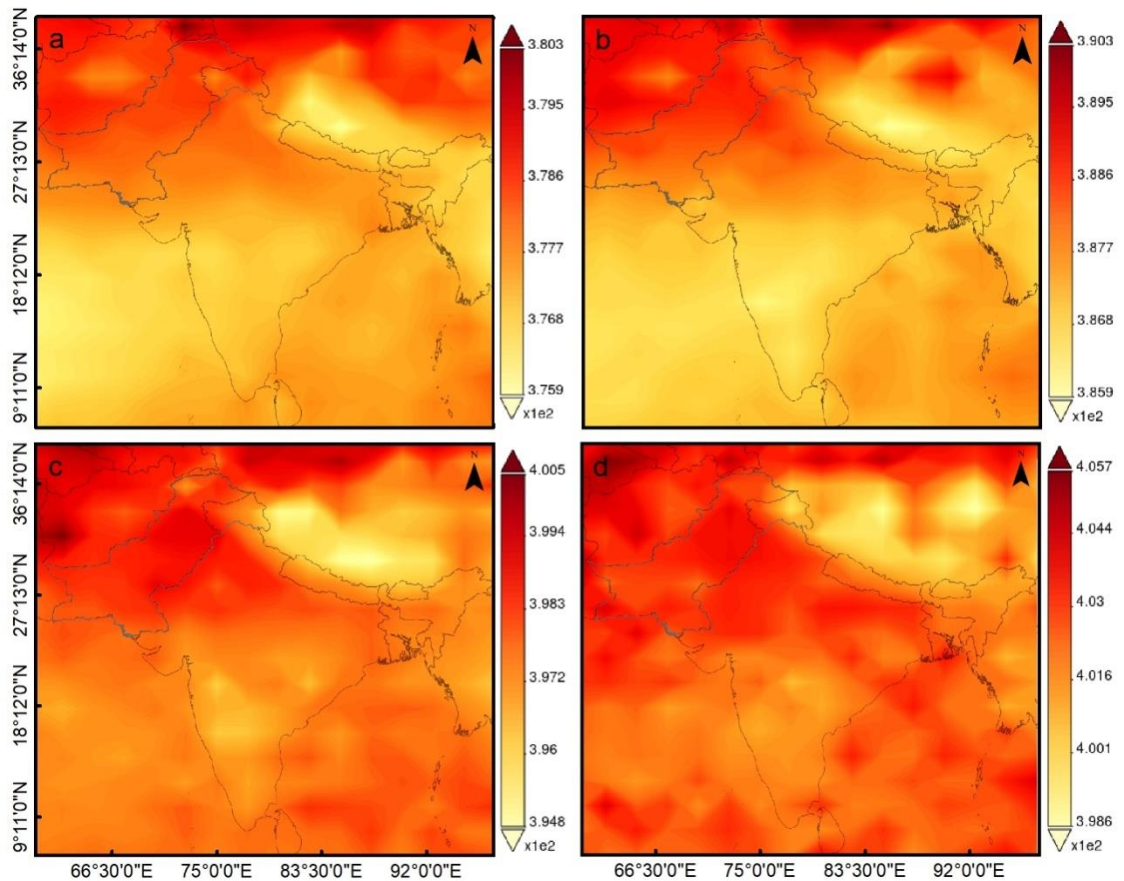 a
N
3.803
3.795
3.786
3.777
3.768
3.759
x1e2
36°14'0"N
27°13'0"N
18°12'0"N
9°11'0"N
b
N
3.903
3.895
3.886
3.877
3.868
3.859
x1e2
c
N
4.005
3.994
3.983
3.972
3.96
3.948
x1e2
36°14'0"N
27°13'0"N
18°12'0"N
9°11'0"N
66°30'0"E
75°0'0"E
83°30'0"E
92°0'0"E
d
N
4.057
4.044
4.03
4.016
4.001
3.986
x1e2
66°30'0"E
75°0'0"E
83°30'0"E
92°0'0"E